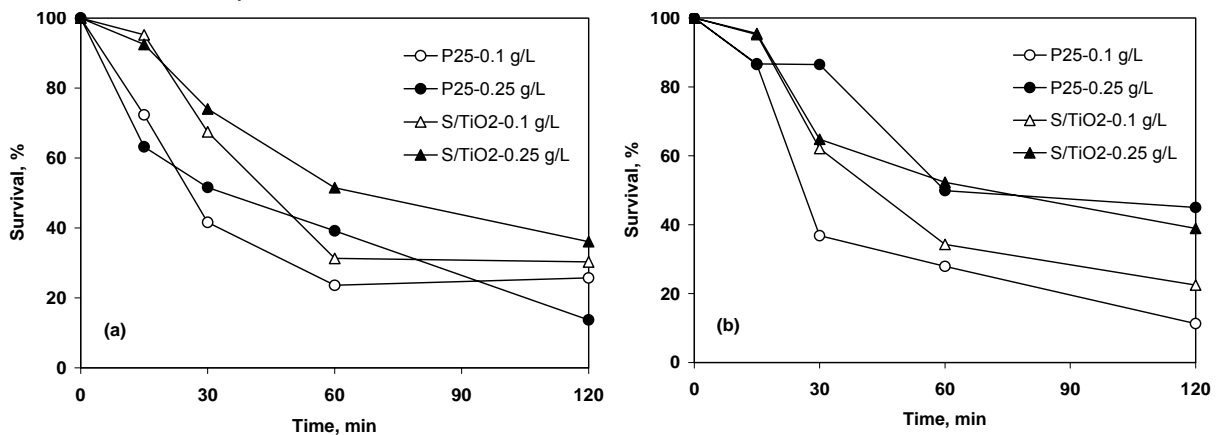 100
80
60
40
20
0
Survival, %
P25-0.1 g/L
P25-0.25 g/L
S/TiO2-0.1 g/L
S/TiO2-0.25 g/L
(a)
0 30 60 90 120
Time, min
100
80
60
40
20
0
Survival, %
P25-0.1 g/L
P25-0.25 g/L
S/TiO2-0.1 g/L
S/TiO2-0.25 g/L
(b)
0 30 60 90 120
Time, min